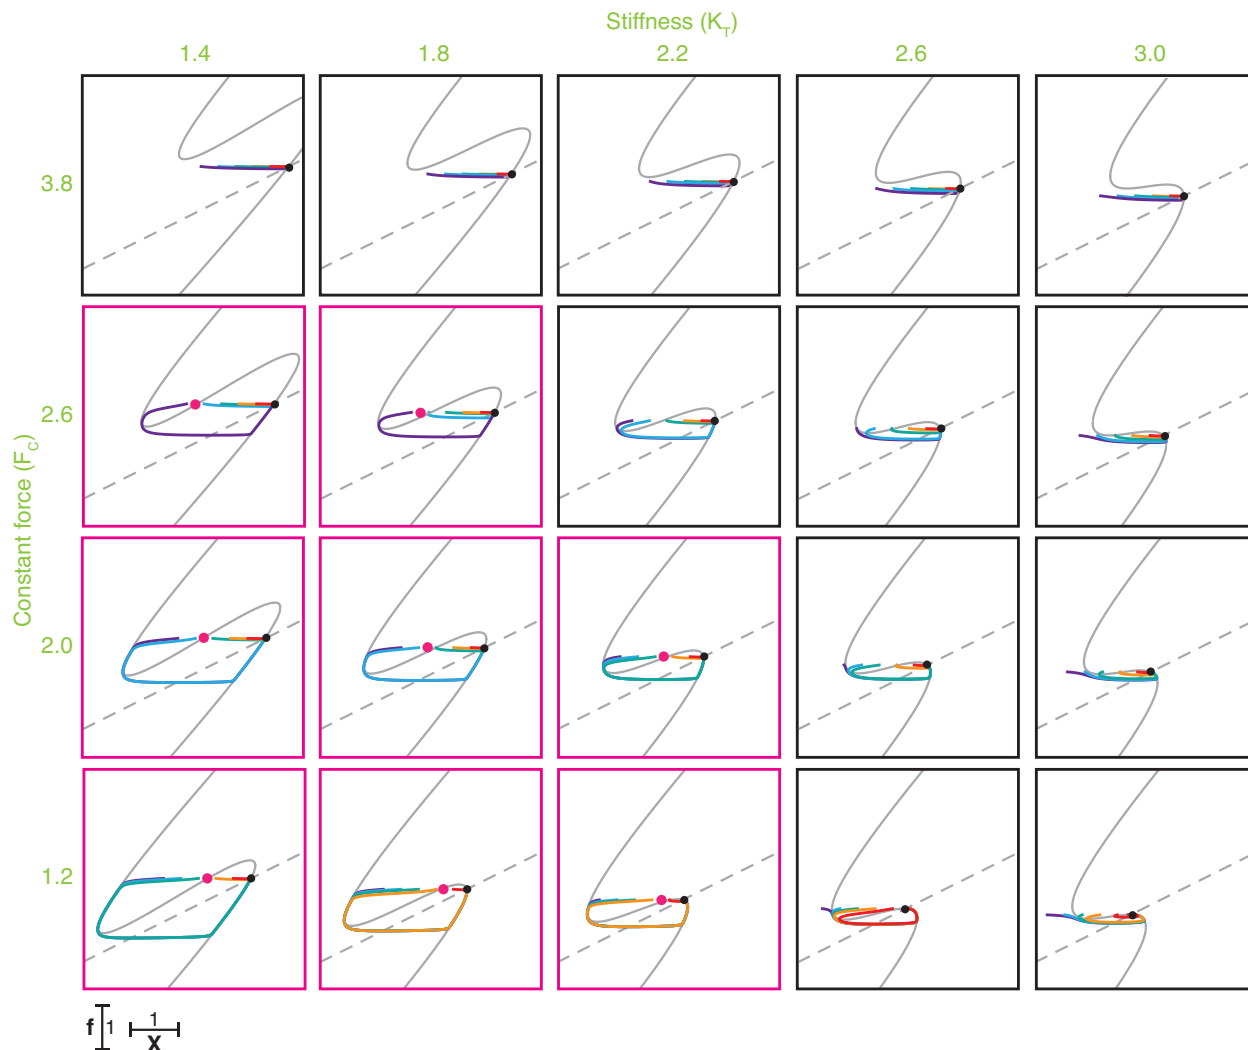 Stiffness (K_T)
1.4 1.8 2.2 2.6 3.0
Constant force (F_C)
3.8
2.6
2.0
1.2
f 1
1
X